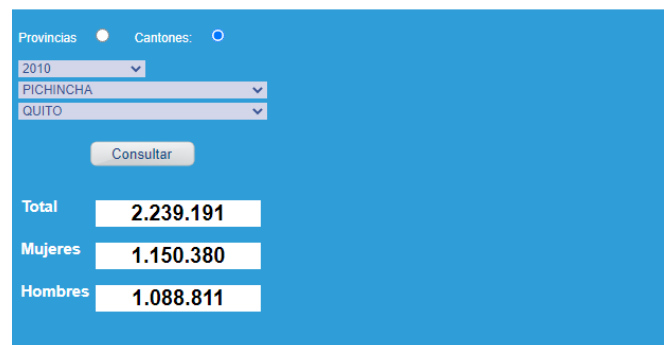 Provincias Cantones:
2010
PICHINCHA
QUITO
Consultar
Total 2.239.191
Mujeres 1.150.380
Hombres 1.088.811